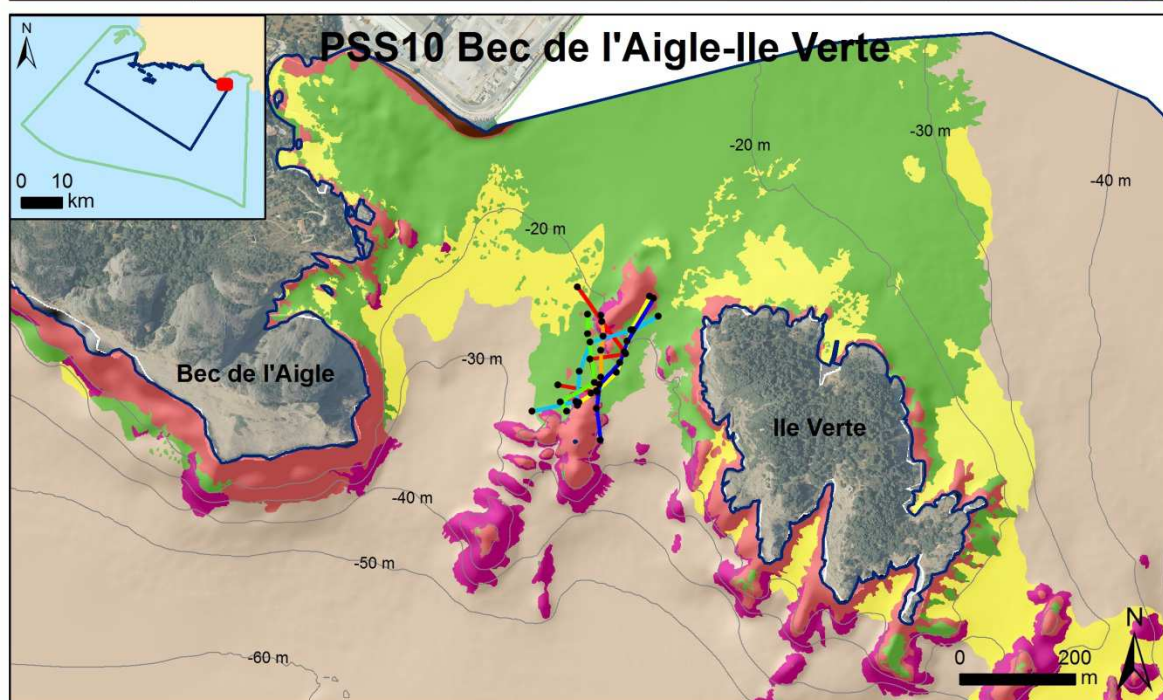 PSS10 Bec de l'Aigle-Ile Verte
N
0 10
km
-20 m
-30 m
-40 m
-20 m
-30 m
Bec de l'Aigle
Ile Verte
-40 m
-50 m
-60 m
N
0 200
m